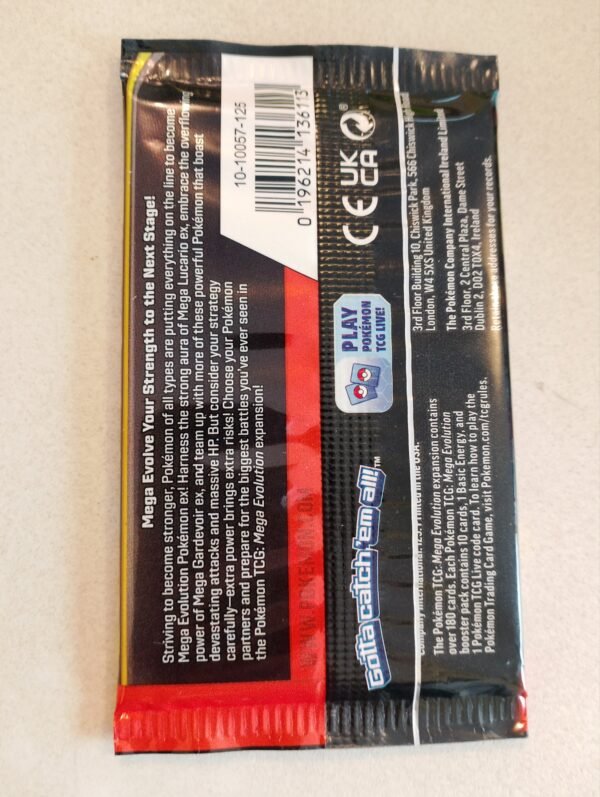 Mega Evolve Your Strength to the Next Stage!
Striving to become stronger, Pokémon of all types are putting everything on the line to become
Mega Evolution Pokémon ex! Harness the strong aura of Mega Lucario ex, embrace the overflowing
power of Mega Gardevoir ex, and team up with more of these powerful Pokémon that boast
devastating attacks and massive HP. But consider your strategy
carefully—extra power brings extra risks! Choose your Pokémon
partners and prepare for the biggest battles you've ever seen in
the Pokémon TCG: Mega Evolution expansion!
10-10057-125
0 196214 136113
WWW.POKEMON.COM
Gotta catch 'em all!™
PLAY
POKÉMON
TCG LIVE!
CE UK
CA
The Pokémon TCG: Mega Evolution expansion contains
over 180 cards. Each Pokémon TCG: Mega Evolution
booster pack contains 10 cards, 1 Basic Energy, and
1 Pokémon TCG Live code card. To learn how to play the
Pokémon Trading Card Game, visit Pokemon.com/tcgrules.
3rd Floor Building 10, Chiswick Park, 566 Chiswick
London, W4 5XS United Kingdom
The Pokémon Company International Ireland Limited
3rd Floor, 2 Central Plaza, Dame Street
Dublin 2, D02 T0X4, Ireland
addresses for your records.